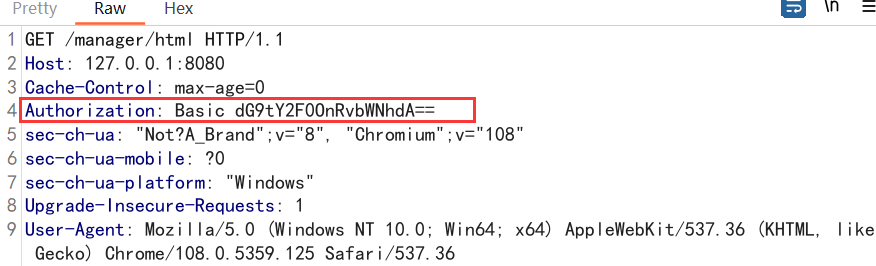 Pretty Raw Hex \n
1 GET /manager/html HTTP/1.1
2 Host: 127.0.0.1:8080
3 Cache-Control: max-age=0
4 Authorization: Basic dG9tY2F0OnRvbWNhdA==
5 sec-ch-ua: "Not?A_Brand";v="8", "Chromium";v="108"
6 sec-ch-ua-mobile: ?0
7 sec-ch-ua-platform: "Windows"
8 Upgrade-Insecure-Requests: 1
9 User-Agent: Mozilla/5.0 (Windows NT 10.0; Win64; x64) AppleWebKit/537.36 (KHTML, like
Gecko) Chrome/108.0.5359.125 Safari/537.36